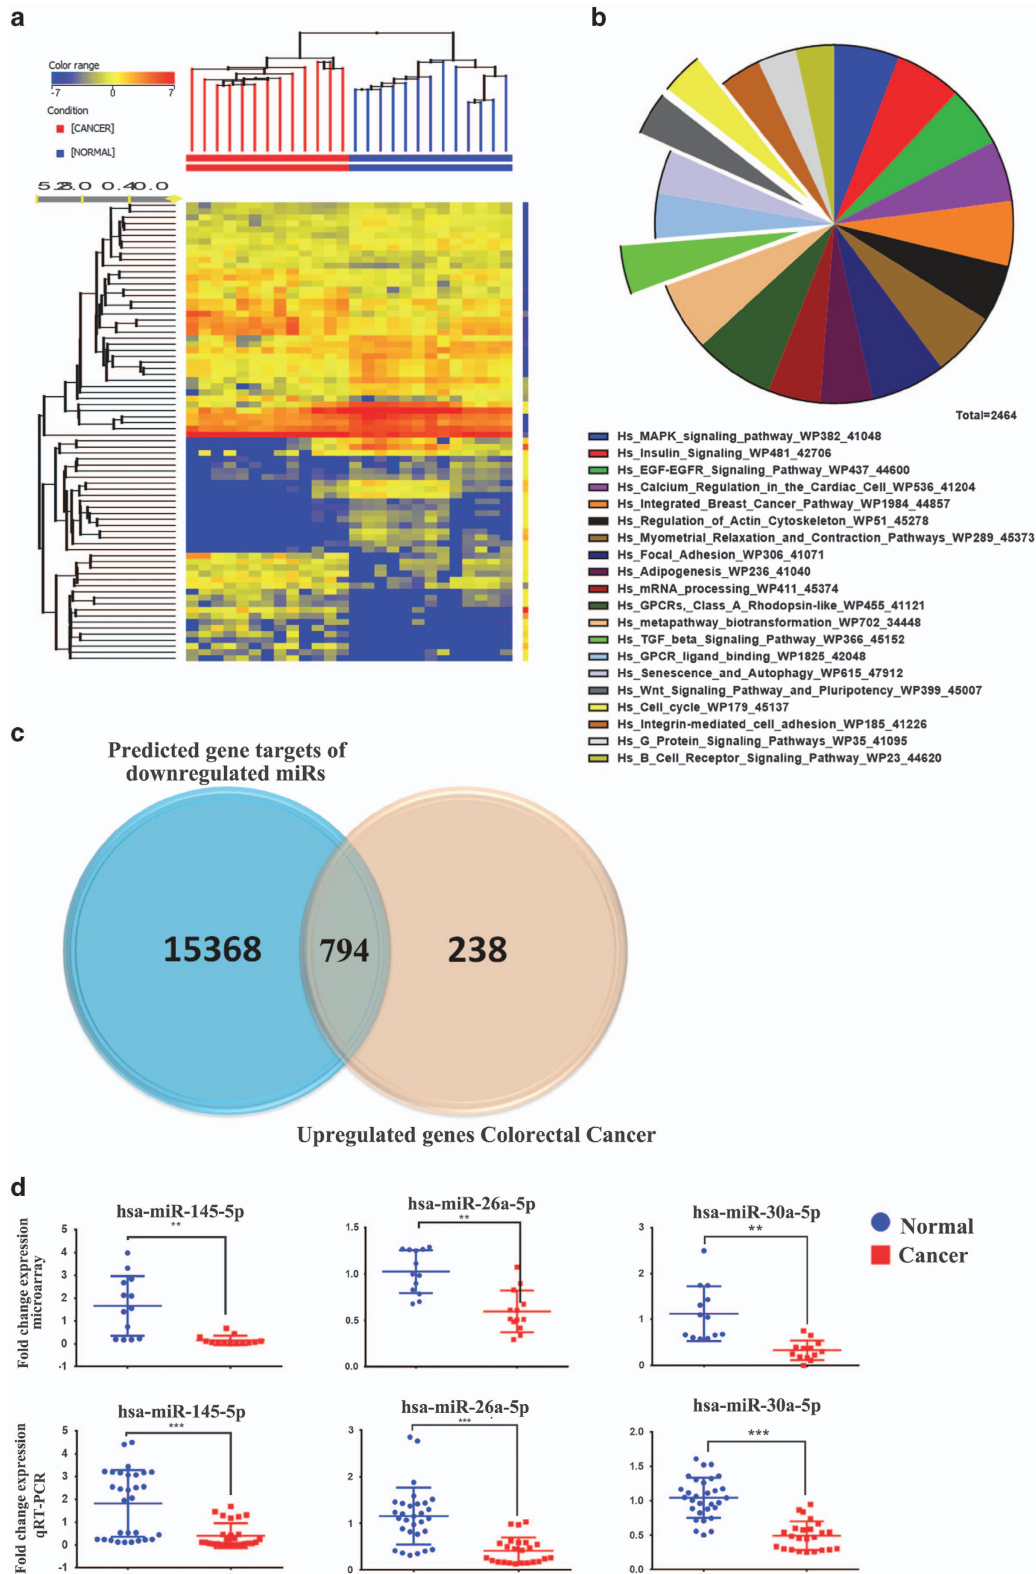 a
Color range
-7 0 7
Condition
[CANCER]
[NORMAL]
b
Total=2464
Hs_MAPK_signaling_pathway_WP382_41048
Hs_Insulin_Signaling_WP481_42706
Hs_EGF-EGFR_Signaling_Pathway_WP437_44600
Hs_Calcium_Regulation_in_the_Cardiac_Cell_WP536_41204
Hs_Integrated_Breast_Cancer_Pathway_WP1984_44857
Hs_Regulation_of_Actin_Cytoskeleton_WP51_45278
Hs_Myometrial_Relaxation_and_Contraction_Pathways_WP289_45373
Hs_Focal_Adhesion_WP306_41071
Hs_Adipogenesis_WP236_41040
Hs_mRNA_processing_WP411_45374
Hs_GPCRs,_Class_A_Rhodopsin-like_WP455_41121
Hs_metapathway_biotransformation_WP702_34448
Hs_TGF_beta_Signaling_Pathway_WP366_45152
Hs_GPCR_ligand_binding_WP1825_42048
Hs_Senescence_and_Autophagy_WP615_47912
Hs_Wnt_Signaling_Pathway_and_Pluripotency_WP399_45007
Hs_Cell_cycle_WP179_45137
Hs_Integrin-mediated_cell_adhesion_WP185_41226
Hs_G_Protein_Signaling_Pathways_WP35_41095
Hs_B_Cell_Receptor_Signaling_Pathway_WP23_44620
c
Predicted gene targets of
downregulated miRs
15368
794
238
Upregulated genes Colorectal Cancer
d
Fold change expression
microarray
hsa-miR-145-5p
**
5
4
3
2
1
0
-1
hsa-miR-26a-5p
**
1.5
1.0
0.5
0.0
hsa-miR-30a-5p
**
3
2
1
0
Normal
Cancer
Fold change expression
qRT-PCR
hsa-miR-145-5p
***
5
4
3
2
1
0
-1
hsa-miR-26a-5p
***
3
2
1
0
hsa-miR-30a-5p
***
2.0
1.5
1.0
0.5
0.0